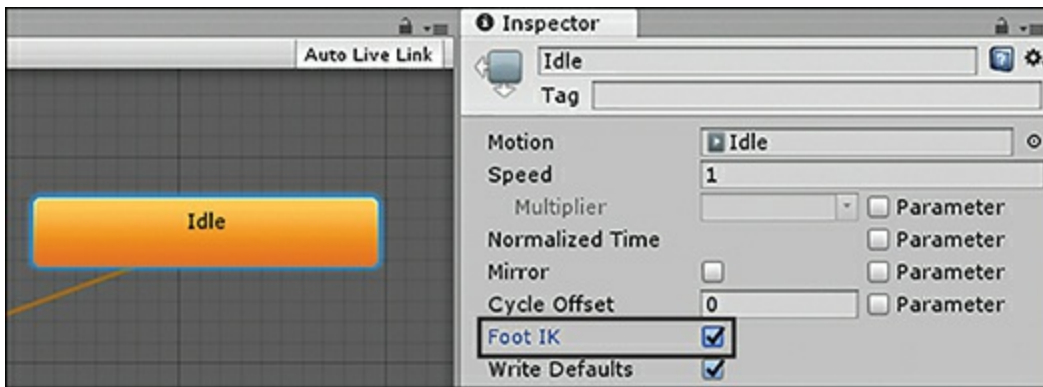 Auto Live Link
Idle
Inspector
Idle
Tag
Motion Idle
Speed 1
Multiplier Parameter
Normalized Time Parameter
Mirror Parameter
Cycle Offset 0 Parameter
Foot IK
Write Defaults